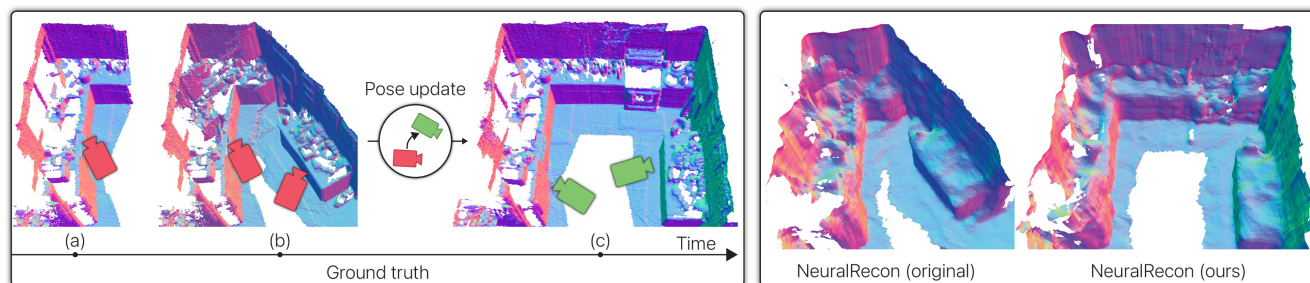 Pose update
(a)
(b)
(c)
Time
Ground truth
NeuralRecon (original)
NeuralRecon (ours)